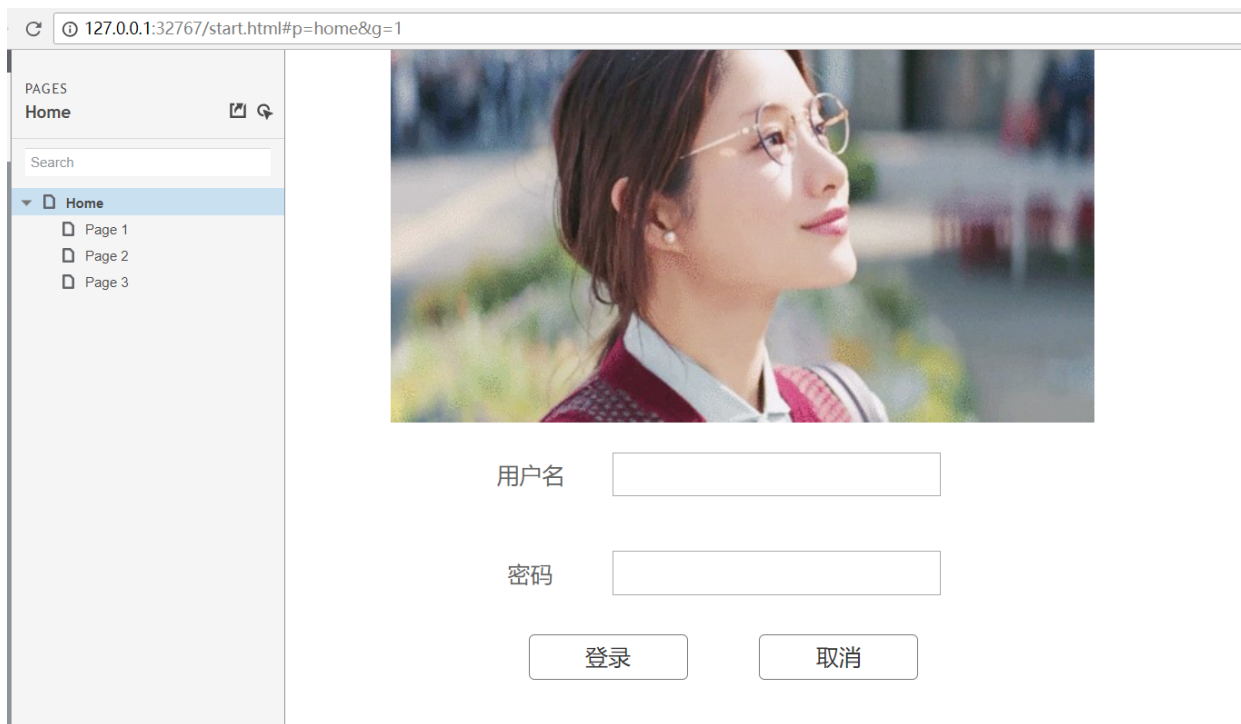 127.0.0.1:32767/start.html#p=home&g=1
PAGES
Home
Search
Home
Page 1
Page 2
Page 3
用户名
密码
登录
取消